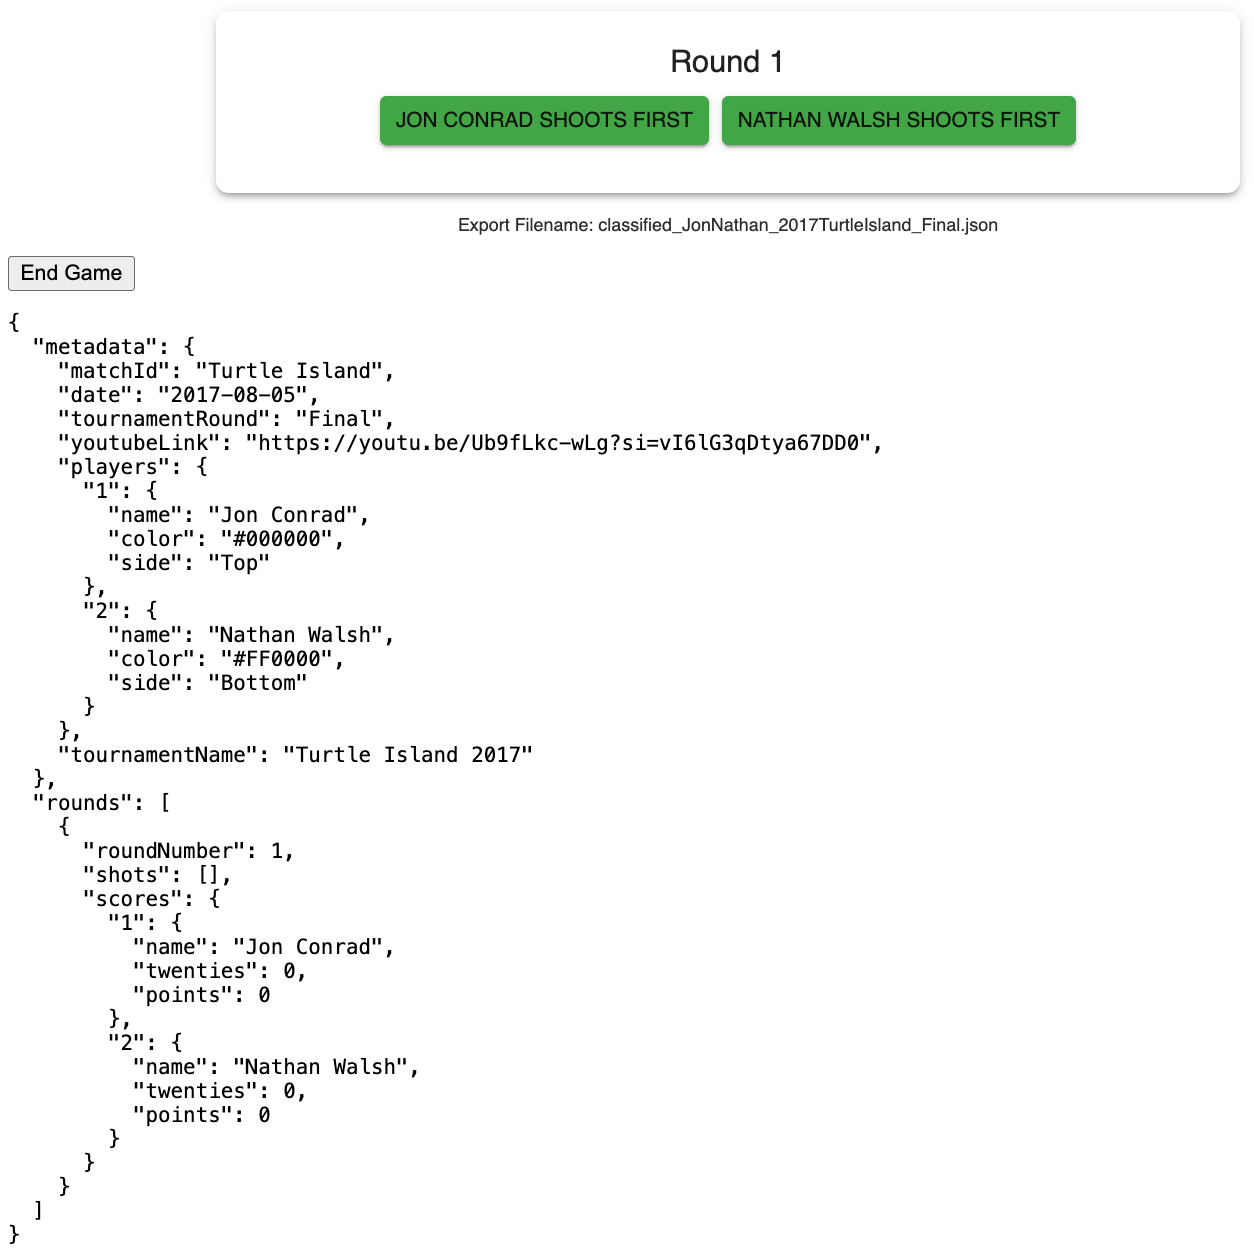 Round 1
JON CONRAD SHOOTS FIRST
NATHAN WALSH SHOOTS FIRST
Export Filename: classified_JonNathan_2017TurtleIsland_Final.json
End Game
{
  "metadata": {
    "matchId": "Turtle Island",
    "date": "2017-08-05",
    "tournamentRound": "Final",
    "youtubeLink": "https://youtu.be/Ub9fLkc-wLg?si=vI6lG3qDtya67DD0",
    "players": {
      "1": {
        "name": "Jon Conrad",
        "color": "#000000",
        "side": "Top"
      },
      "2": {
        "name": "Nathan Walsh",
        "color": "#FF0000",
        "side": "Bottom"
      }
    },
    "tournamentName": "Turtle Island 2017"
  },
  "rounds": [
    {
      "roundNumber": 1,
      "shots": [],
      "scores": {
        "1": {
          "name": "Jon Conrad",
          "twenties": 0,
          "points": 0
        },
        "2": {
          "name": "Nathan Walsh",
          "twenties": 0,
          "points": 0
        }
      }
    }
  ]
}